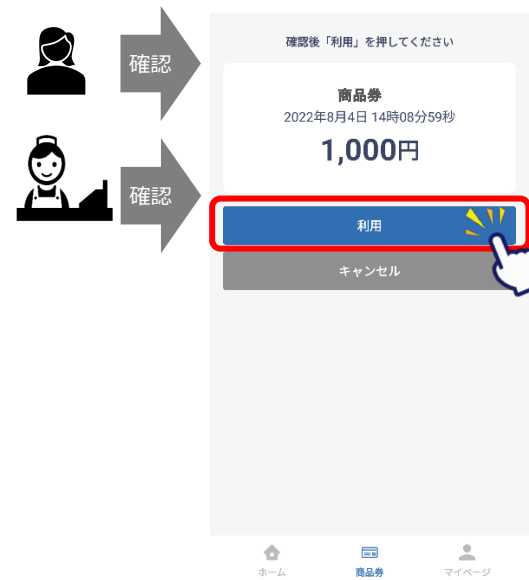 確認後「利用」を押してください
確認
商品券
2022年8月4日 14時08分59秒
1,000円
確認
利用
キャンセル
ホーム
商品券
マイページ